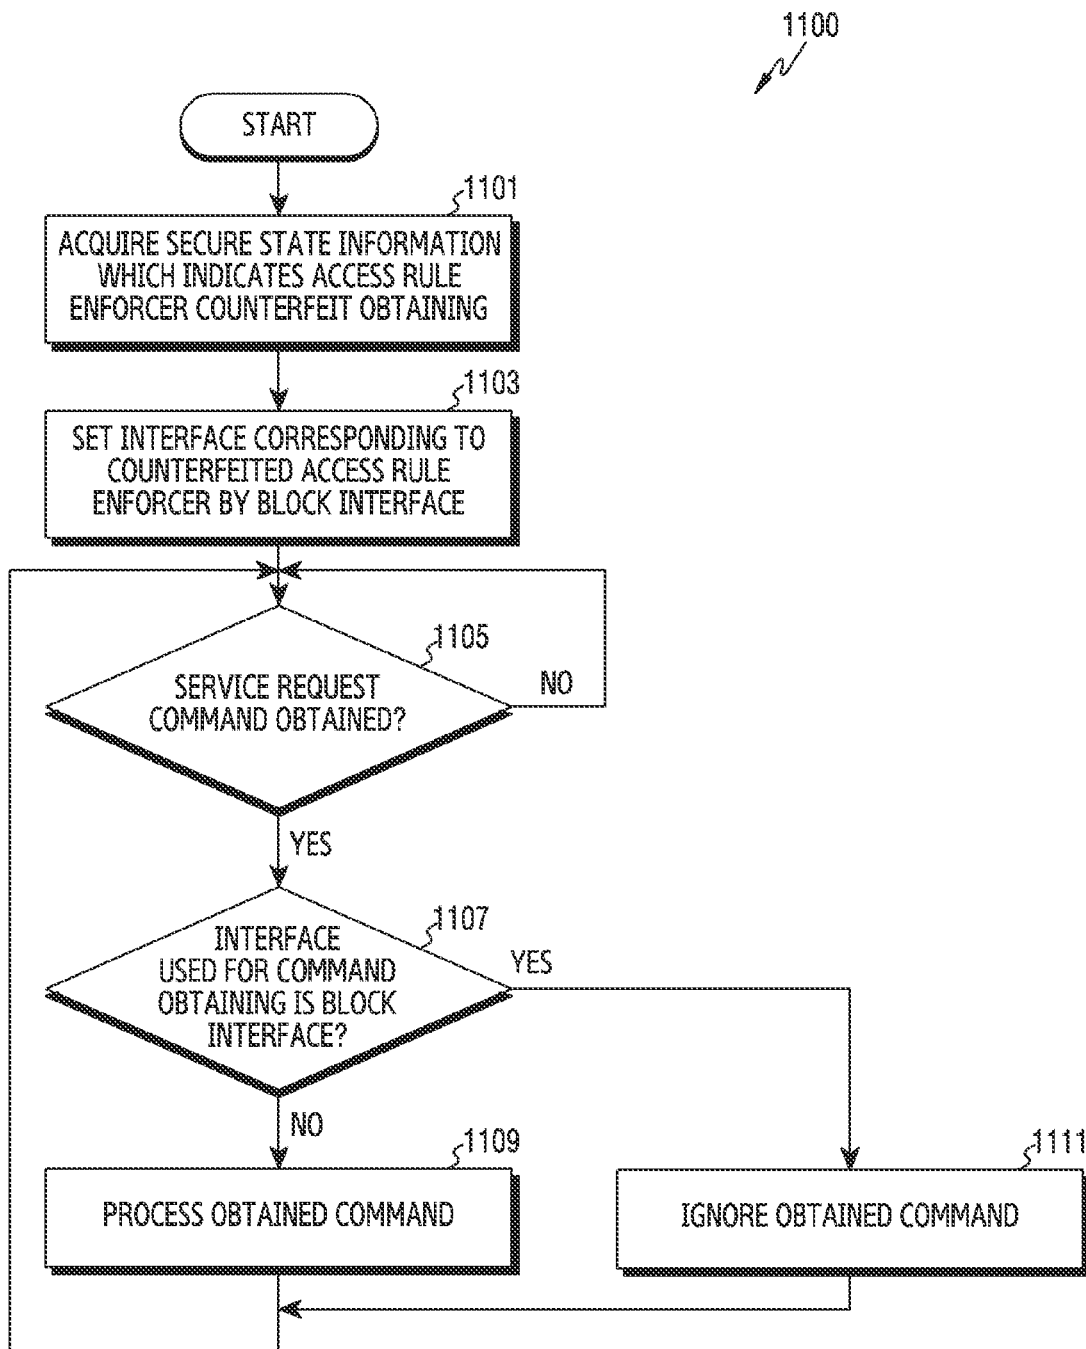 1100
START
1101
ACQUIRE SECURE STATE INFORMATION
WHICH INDICATES ACCESS RULE
ENFORCER COUNTERFEIT OBTAINING
1103
SET INTERFACE CORRESPONDING TO
COUNTERFEITED ACCESS RULE
ENFORCER BY BLOCK INTERFACE
1105
SERVICE REQUEST
COMMAND OBTAINED?
NO
YES
1107
INTERFACE
USED FOR COMMAND
OBTAINING IS BLOCK
INTERFACE?
YES
NO
1109
PROCESS OBTAINED COMMAND
1111
IGNORE OBTAINED COMMAND